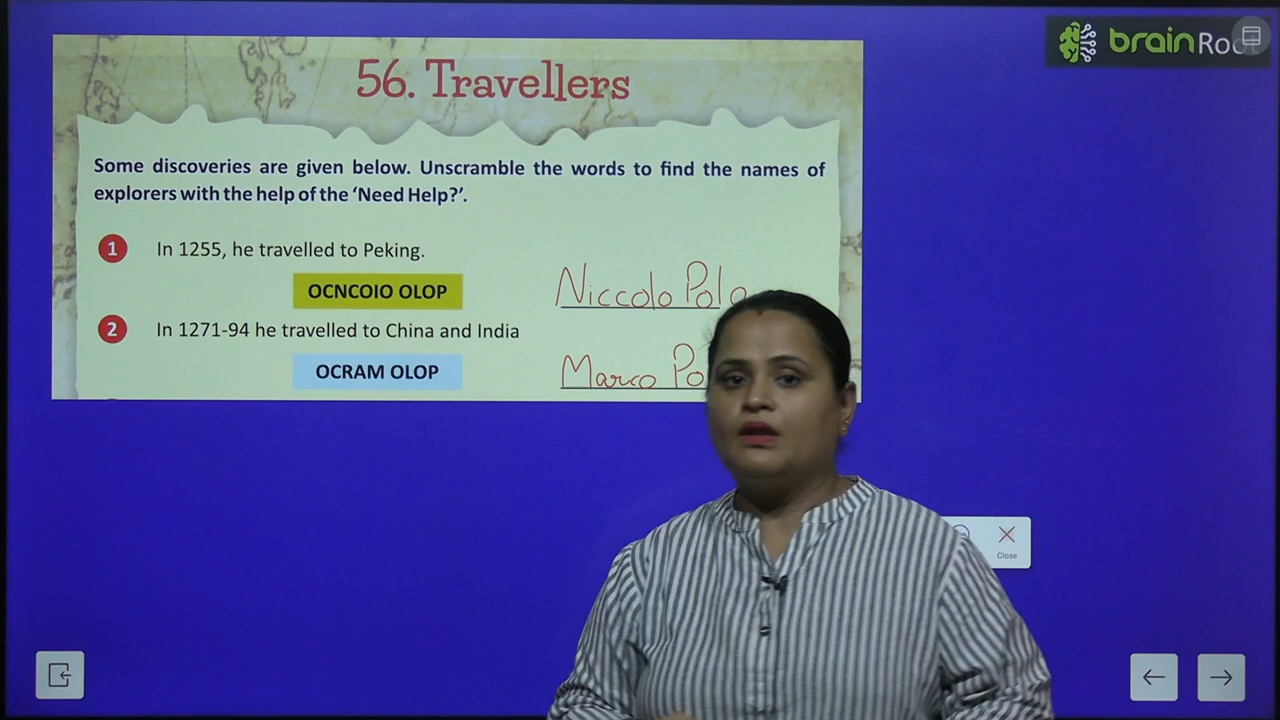 brainRoo
56. Travellers
Some discoveries are given below. Unscramble the words to find the names of
explorers with the help of the ‘Need Help?’.
1 In 1255, he travelled to Peking.
OCNCOIO OLOP Niccolo Polo
2 In 1271-94 he travelled to China and India
OCRAM OLOP Marco Po
Close